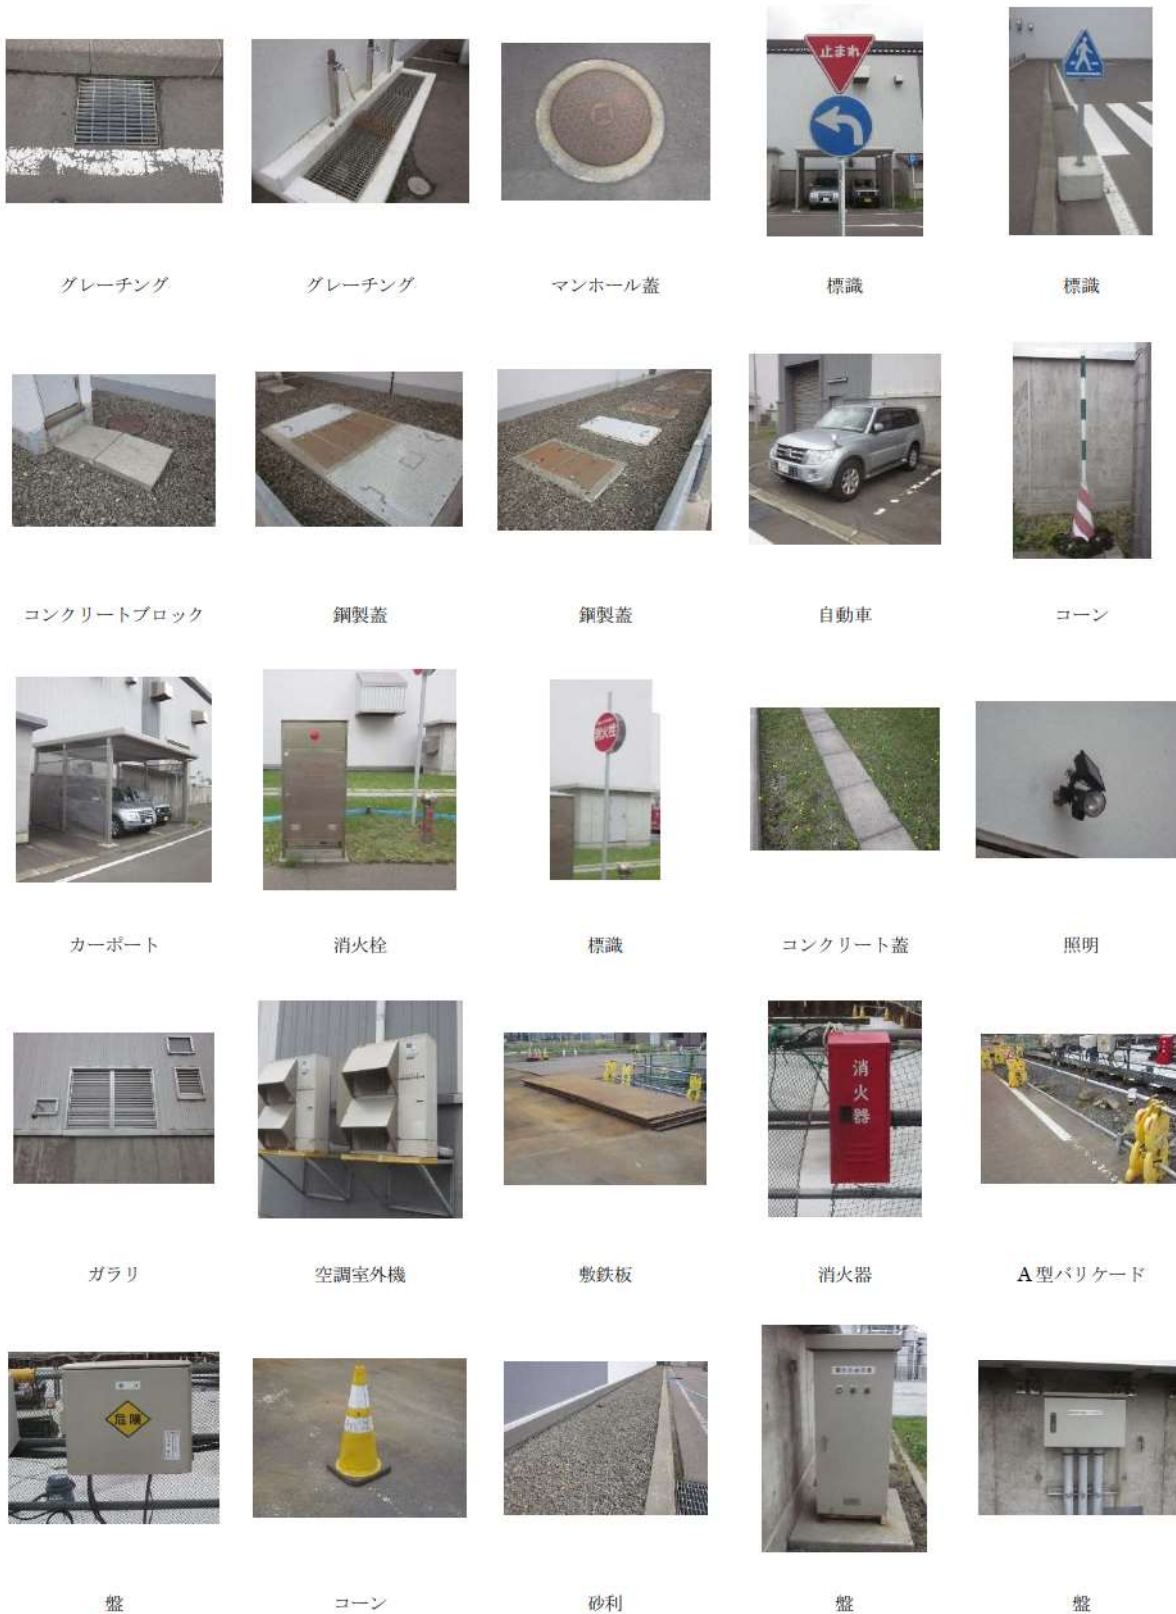 止まれ
グレーチング
グレーチング
マンホール蓋
標識
標識
コンクリートブロック
鋼製蓋
鋼製蓋
自動車
コーン
消火栓
カーポート
消火栓
標識
コンクリート蓋
照明
消火器
ガラリ
空調室外機
敷鉄板
消火器
A型バリケード
危険
盤
コーン
砂利
盤
盤